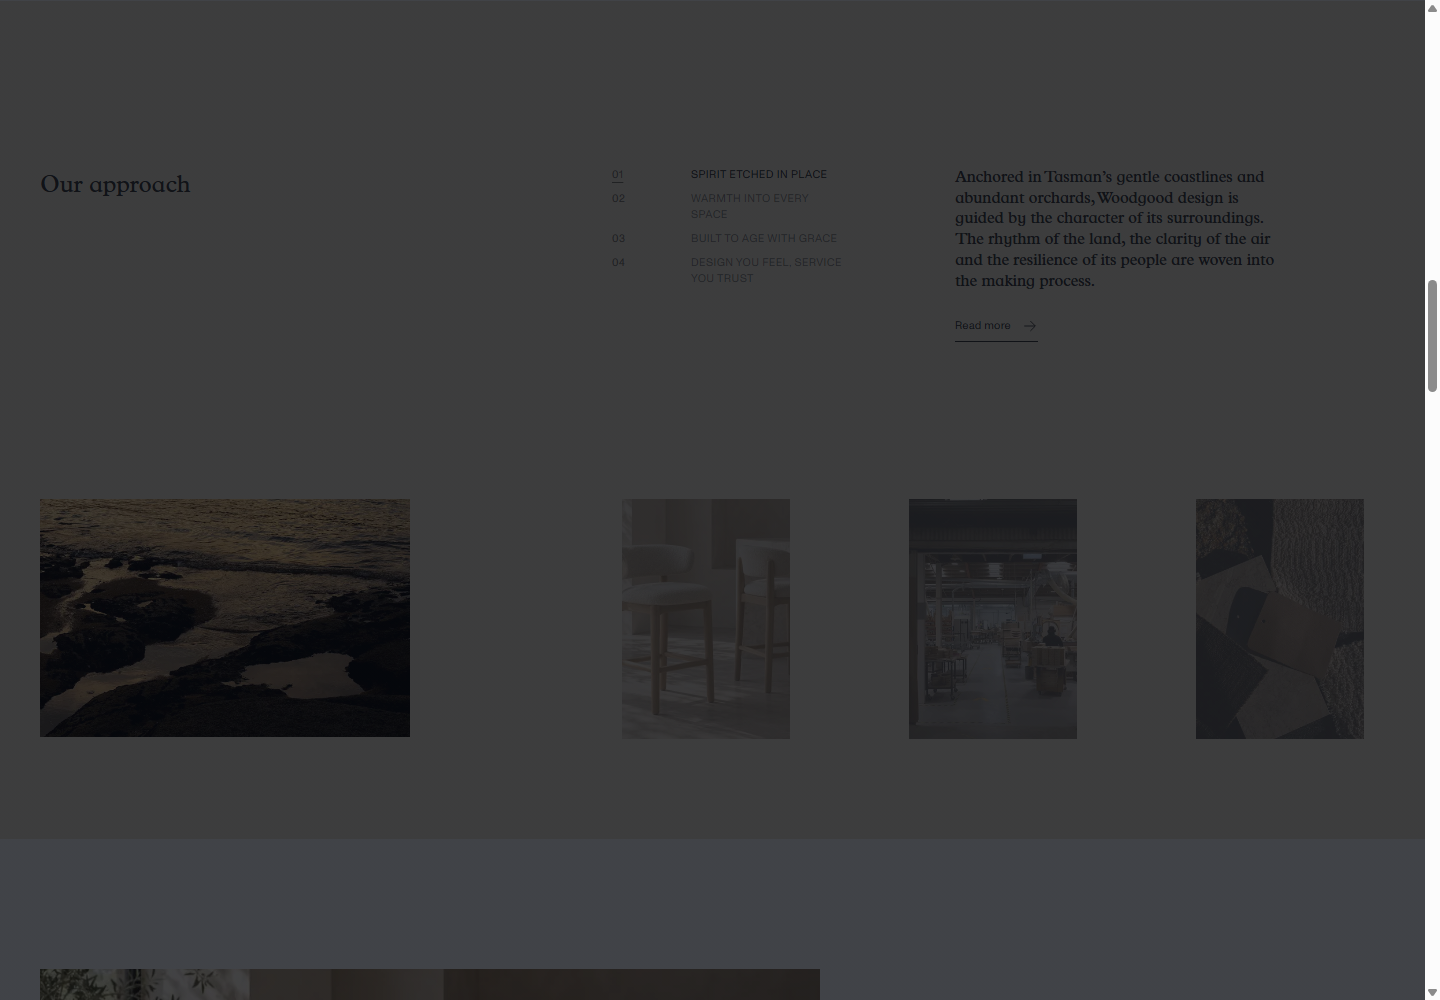 Our approach
01 SPIRIT ETCHED IN PLACE
02 WARMTH INTO EVERY
SPACE
03 BUILT TO AGE WITH GRACE
04 DESIGN YOU FEEL. SERVICE
YOU TRUST
Anchored in Tasman’s gentle coastlines and
abundant orchards, Woodgood design is
guided by the character of its surroundings.
The rhythm of the land, the clarity of the air
and the resilience of its people are woven into
the making process.
Read more